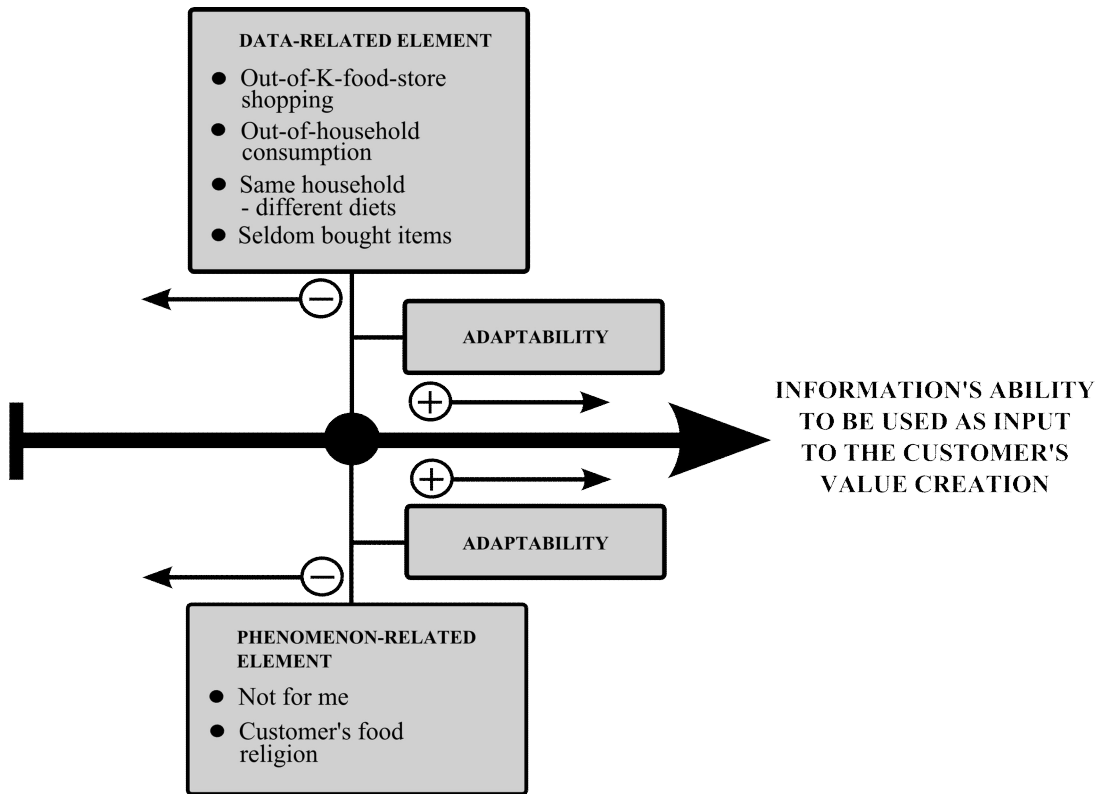 DATA-RELATED ELEMENT
● Out-of-K-food-store
shopping
● Out-of-household
consumption
● Same household
- different diets
● Seldom bought items
−
ADAPTABILITY
+
INFORMATION'S ABILITY
TO BE USED AS INPUT
TO THE CUSTOMER'S
VALUE CREATION
+
ADAPTABILITY
−
PHENOMENON-RELATED
ELEMENT
● Not for me
● Customer's food
religion